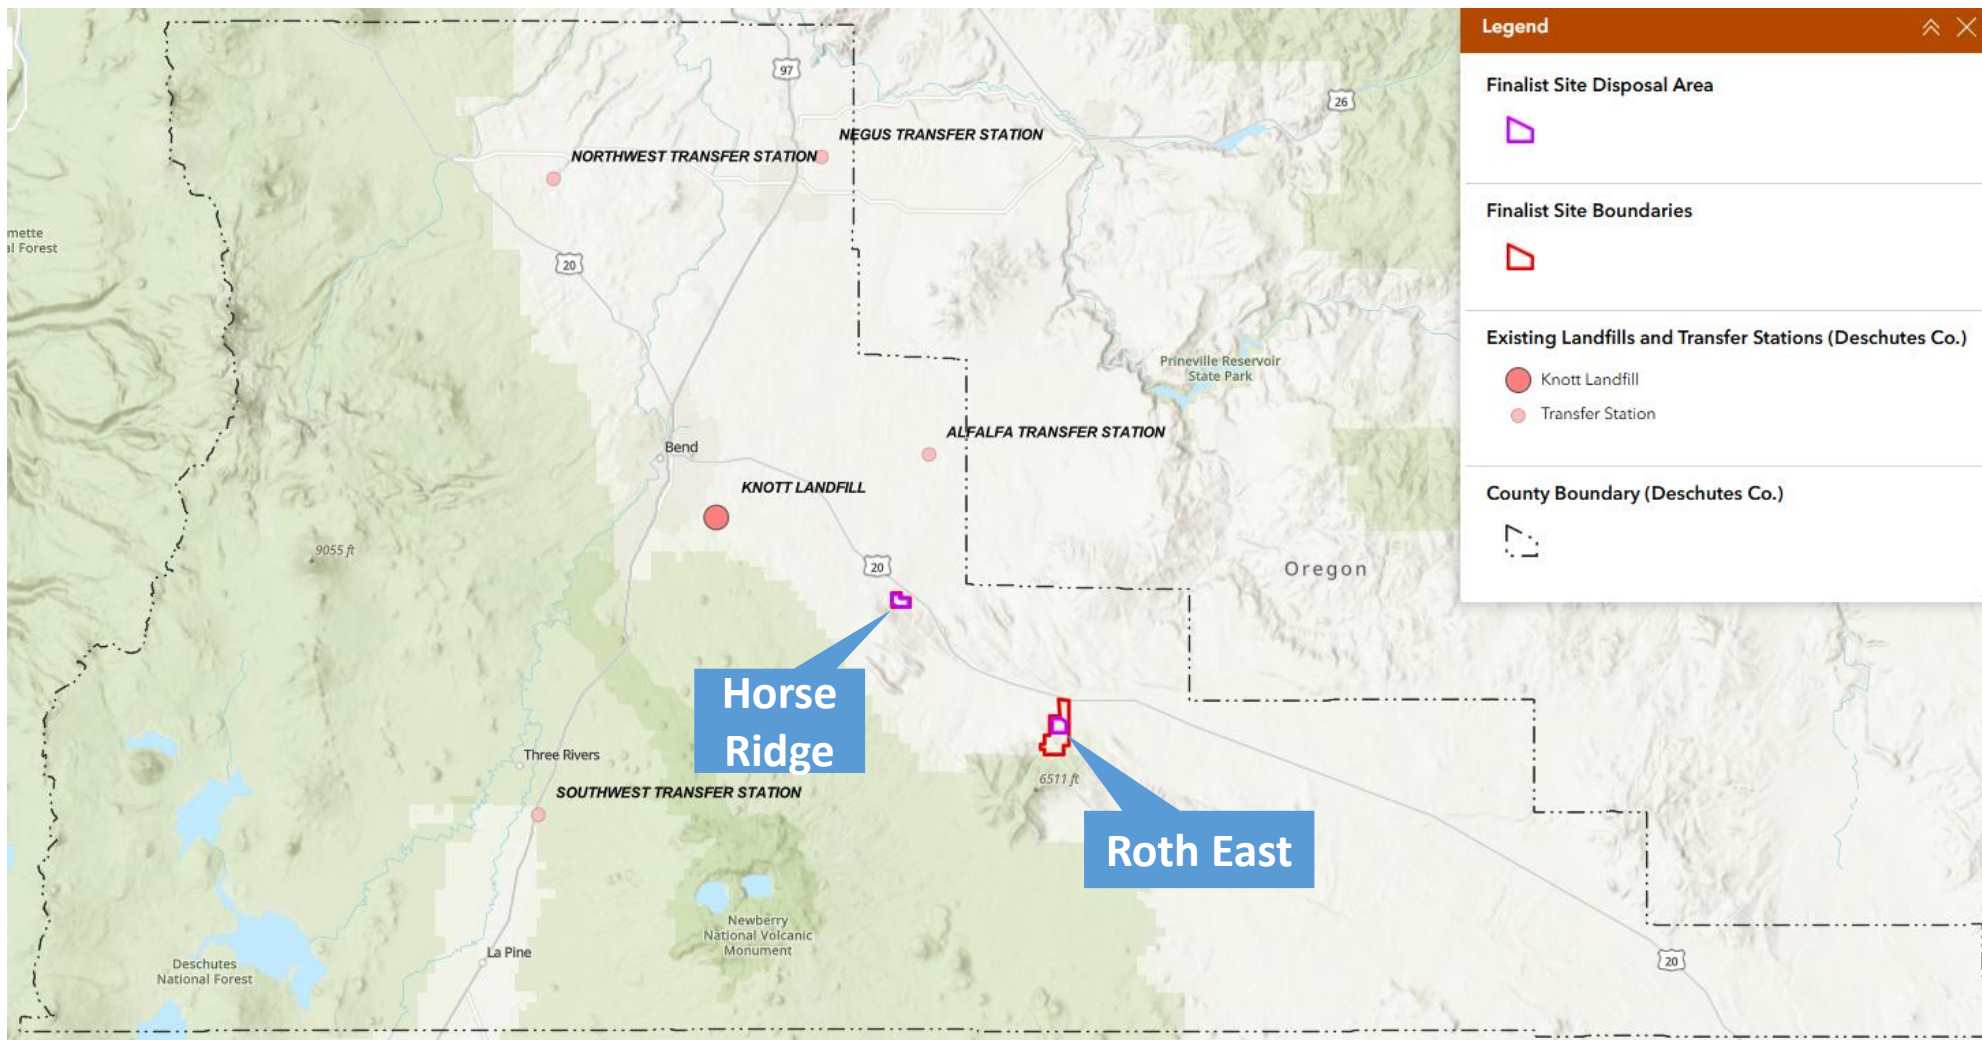 Legend
Finalist Site Disposal Area
Finalist Site Boundaries
Existing Landfills and Transfer Stations (Deschutes Co.)
Knott Landfill
Transfer Station
County Boundary (Deschutes Co.)
97
26
NEGUS TRANSFER STATION
NORTHWEST TRANSFER STATION
mette
al Forest
20
Prineville Reservoir
State Park
ALFALFA TRANSFER STATION
Bend
KNOTT LANDFILL
9055 ft
20
Oregon
Horse
Ridge
Three Rivers
6511 ft
SOUTHWEST TRANSFER STATION
Roth East
Newberry
National Volcanic
Monument
La Pine
Deschutes
National Forest
20